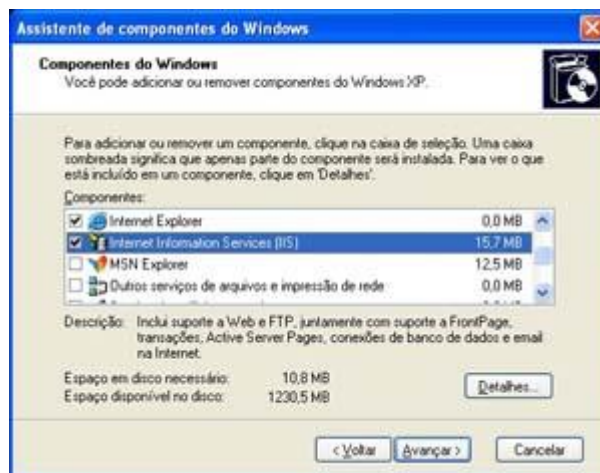 Assistente de componentes do Windows
Componentes do Windows
Você pode adicionar ou remover componentes do Windows XP.
Para adicionar ou remover um componente, clique na caixa de seleção. Uma caixa
sombreada significa que apenas parte do componente será instalada. Para ver o que
está incluído em um componente, clique em 'Detalhes'.
Componentes:
Internet Explorer 0,0 MB
Internet Information Services (IIS) 15,7 MB
MSN Explorer 12,5 MB
Outros serviços de arquivos e impressão de rede 0,0 MB
Descrição: Inclui suporte a Web e FTP, juntamente com suporte a FrontPage,
transações, Active Server Pages, conexões de banco de dados e email
na Internet.
Espaço em disco necessário: 10,8 MB
Espaço disponível no disco: 1230,5 MB
Detalhes...
< Voltar Avançar > Cancelar